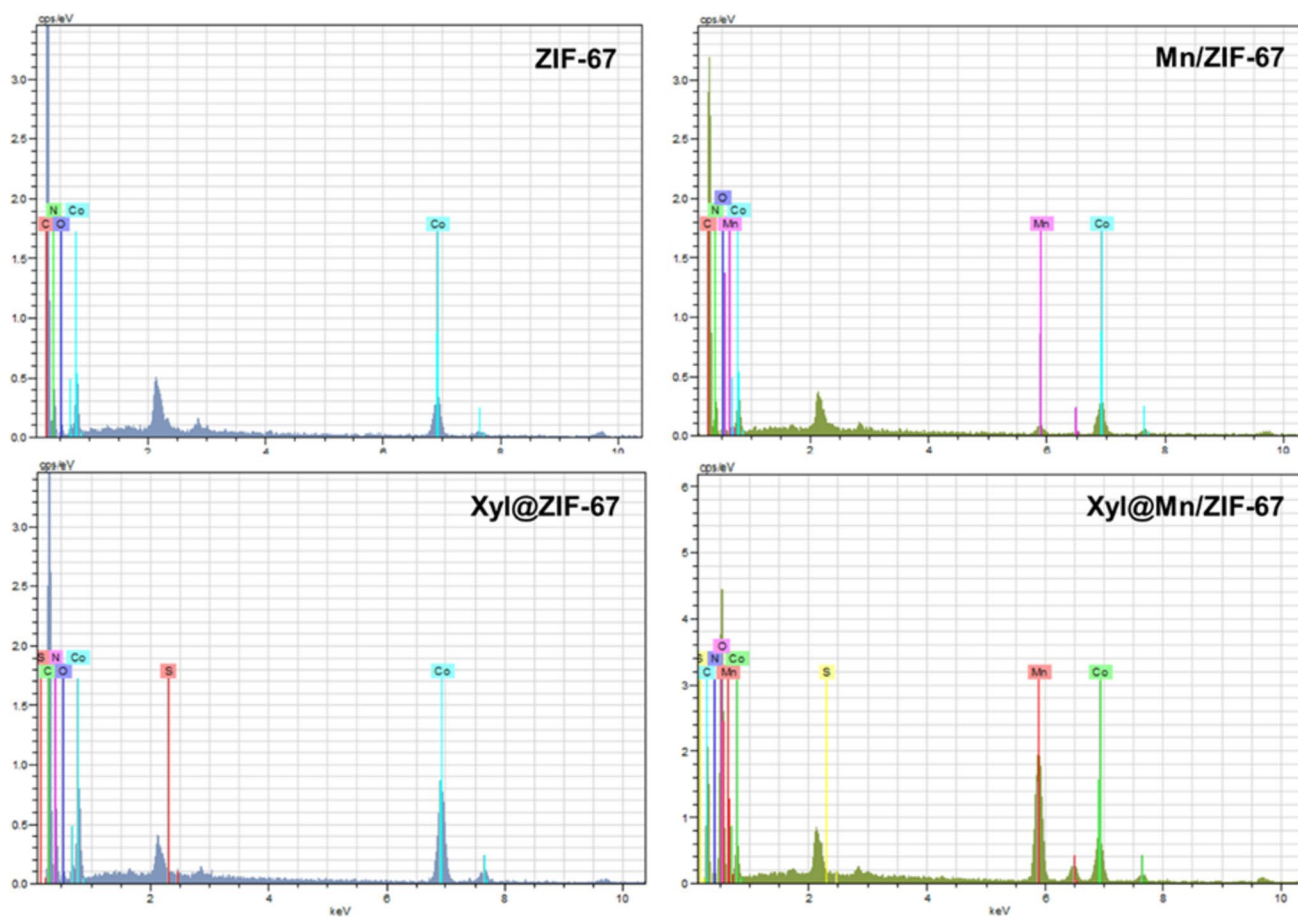 cps/eV
ZIF-67
3.0
2.5
2.0
1.5
1.0
0.5
0.0
N Co
C O
Co
2 4 6 8 10
cps/eV
Mn/ZIF-67
3.0
2.5
2.0
1.5
1.0
0.5
0.0
O
N Co
C Mn
Mn Co
2 4 6 8 10
cps/eV
Xyl@ZIF-67
3.0
2.5
2.0
1.5
1.0
0.5
0.0
S N Co
C O
S
Co
2 4 6 8 10
keV
cps/eV
Xyl@Mn/ZIF-67
6
5
4
3
2
1
0
O
S N Co
C Mn
S
Mn Co
2 4 6 8 10
keV